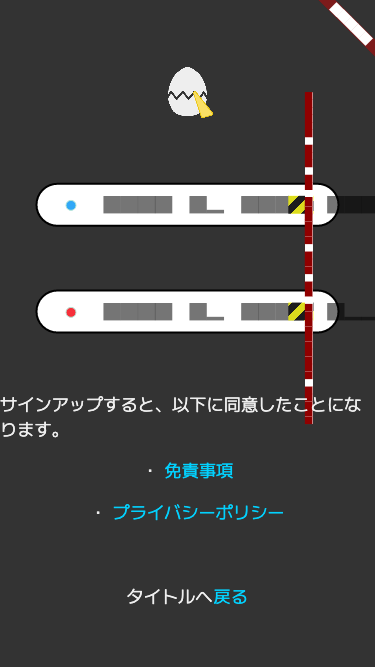 サインアップすると、以下に同意したことにな
ります。
・ 免責事項
・ プライバシーポリシー
タイトルへ戻る